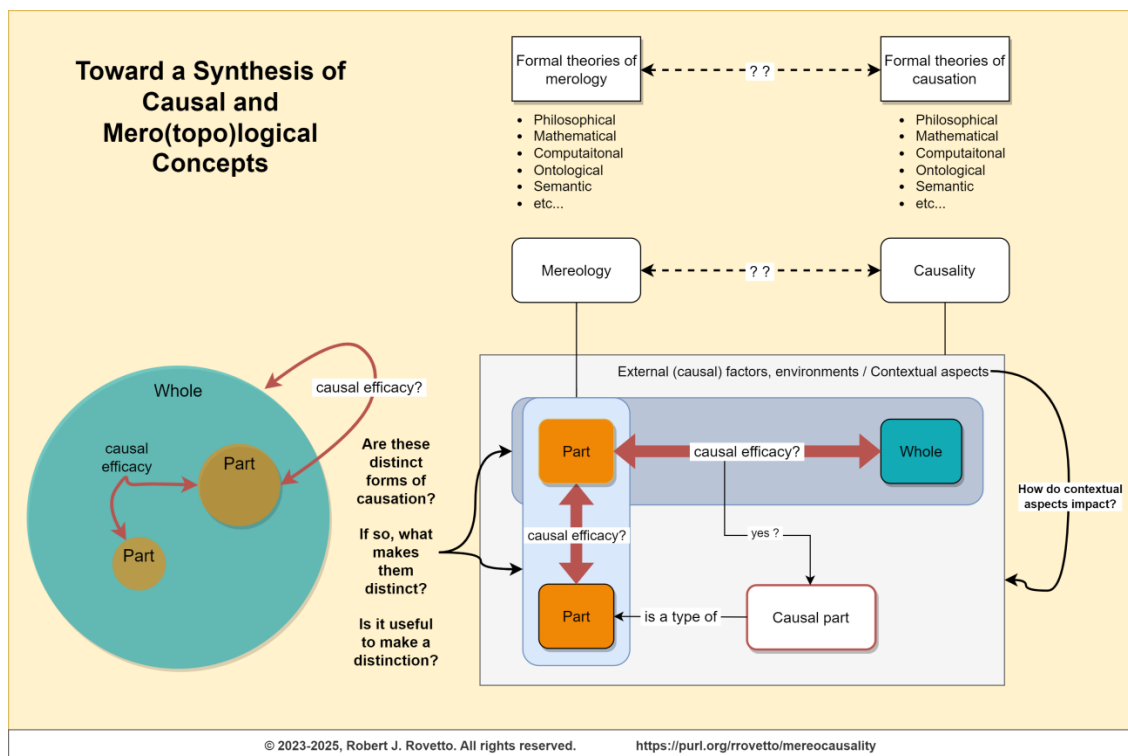 Toward a Synthesis of
Causal and
Mero(topo)logical
Concepts
Formal theories of
merology
? ?
Formal theories of
causation
• Philosophical
• Mathematical
• Computaitonal
• Ontological
• Semantic
• etc...
• Philosophical
• Mathematical
• Computaitonal
• Ontological
• Semantic
• etc...
Mereology
? ?
Causality
Whole
causal efficacy?
causal
efficacy
Part
Part
Are these
distinct
forms of
causation?
If so, what
makes
them
distinct?
Is it useful
to make a
distinction?
External (causal) factors, environments / Contextual aspects
Part
causal efficacy?
Whole
causal efficacy?
yes ?
Part
is a type of
Causal part
How do contextual
aspects impact?
© 2023-2025, Robert J. Rovetto. All rights reserved.
https://purl.org/rrovetto/mereocausality